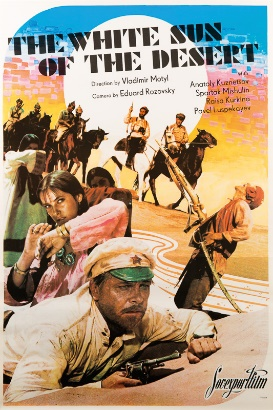 THE WHITE SUN
OF THE DESERT
Direction by Vladimir Motyl
Camera by Eduard Rozovsky
Anatoly Kuznetsov
Spartak Mishulin
Raisa Kurkina
Pavel Luspekayev
Sovexportfilm